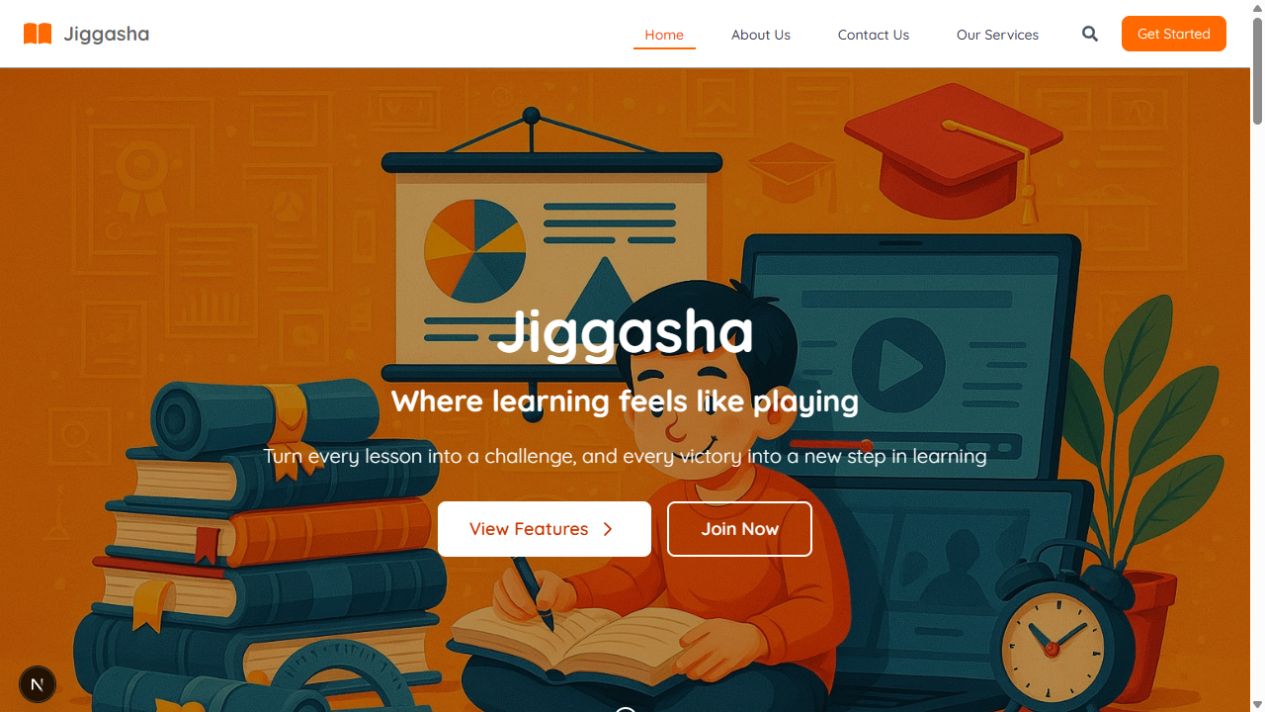 Jiggasha
Home
About Us
Contact Us
Our Services
Get Started
Jiggasha
Where learning feels like playing
Turn every lesson into a challenge, and every victory into a new step in learning
View Features
Join Now
N